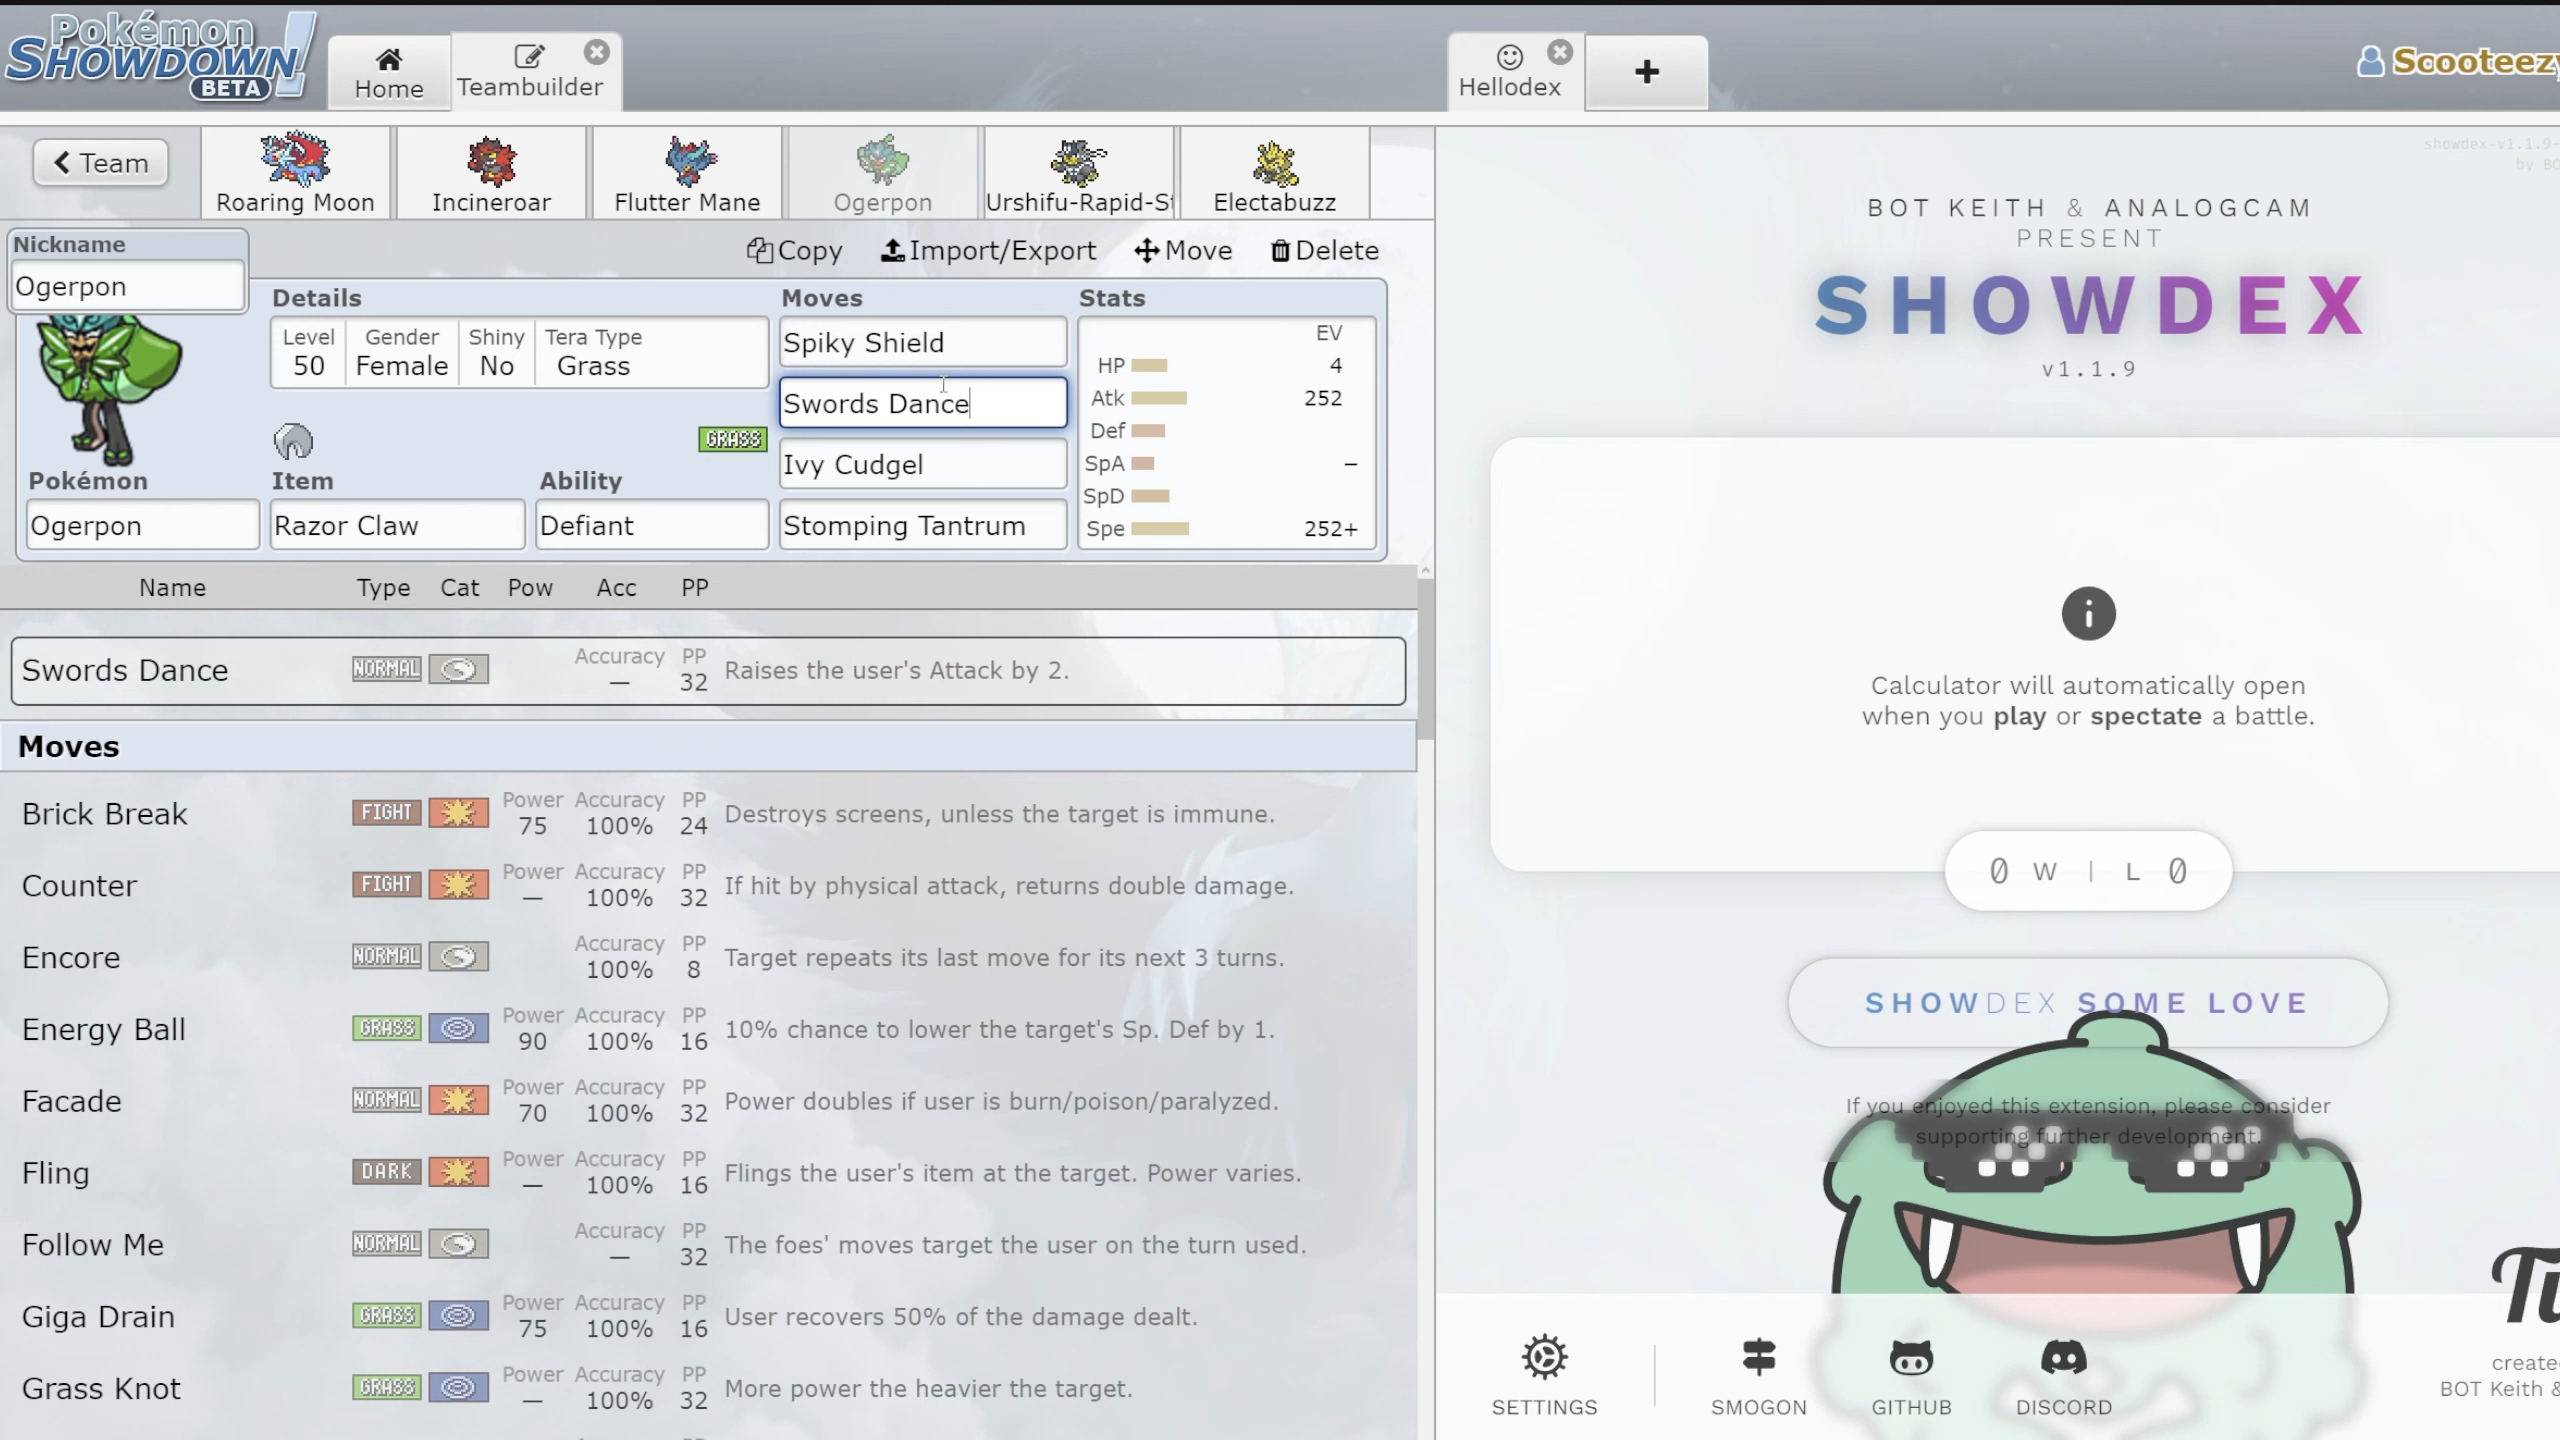 Pokémon
SHOWDOWN!
BETA
Home
Teambuilder
Hellodex
Scooteezy
Team
Roaring Moon
Incineroar
Flutter Mane
Ogerpon
Urshifu-Rapid-St
Electabuzz
showdex-v1.1.9-
by BO
Nickname
Ogerpon
Copy
Import/Export
Move
Delete
Details
Level
50
Gender
Female
Shiny
No
Tera Type
Grass
GRASS
Pokémon
Ogerpon
Item
Razor Claw
Ability
Defiant
Moves
Spiky Shield
Swords Dance
Ivy Cudgel
Stomping Tantrum
Stats
EV
HP 4
Atk 252
Def
SpA –
SpD
Spe 252+
Name Type Cat Pow Acc PP
Swords Dance NORMAL Accuracy — PP 32 Raises the user's Attack by 2.
Moves
Brick Break FIGHT Power 75 Accuracy 100% PP 24 Destroys screens, unless the target is immune.
Counter FIGHT Power — Accuracy 100% PP 32 If hit by physical attack, returns double damage.
Encore NORMAL Accuracy 100% PP 8 Target repeats its last move for its next 3 turns.
Energy Ball GRASS Power 90 Accuracy 100% PP 16 10% chance to lower the target's Sp. Def by 1.
Facade NORMAL Power 70 Accuracy 100% PP 32 Power doubles if user is burn/poison/paralyzed.
Fling DARK Power — Accuracy 100% PP 16 Flings the user's item at the target. Power varies.
Follow Me NORMAL Accuracy — PP 32 The foes' moves target the user on the turn used.
Giga Drain GRASS Power 75 Accuracy 100% PP 16 User recovers 50% of the damage dealt.
Grass Knot GRASS Power — Accuracy 100% PP 32 More power the heavier the target.
BOT KEITH & ANALOGCAM
PRESENT
SHOWDEX
v1.1.9
Calculator will automatically open
when you play or spectate a battle.
0 W | L 0
SHOWDEX SOME LOVE
If you enjoyed this extension, please consider
supporting further development.
SETTINGS
SMOGON
GITHUB
DISCORD
Ti
create
BOT Keith &